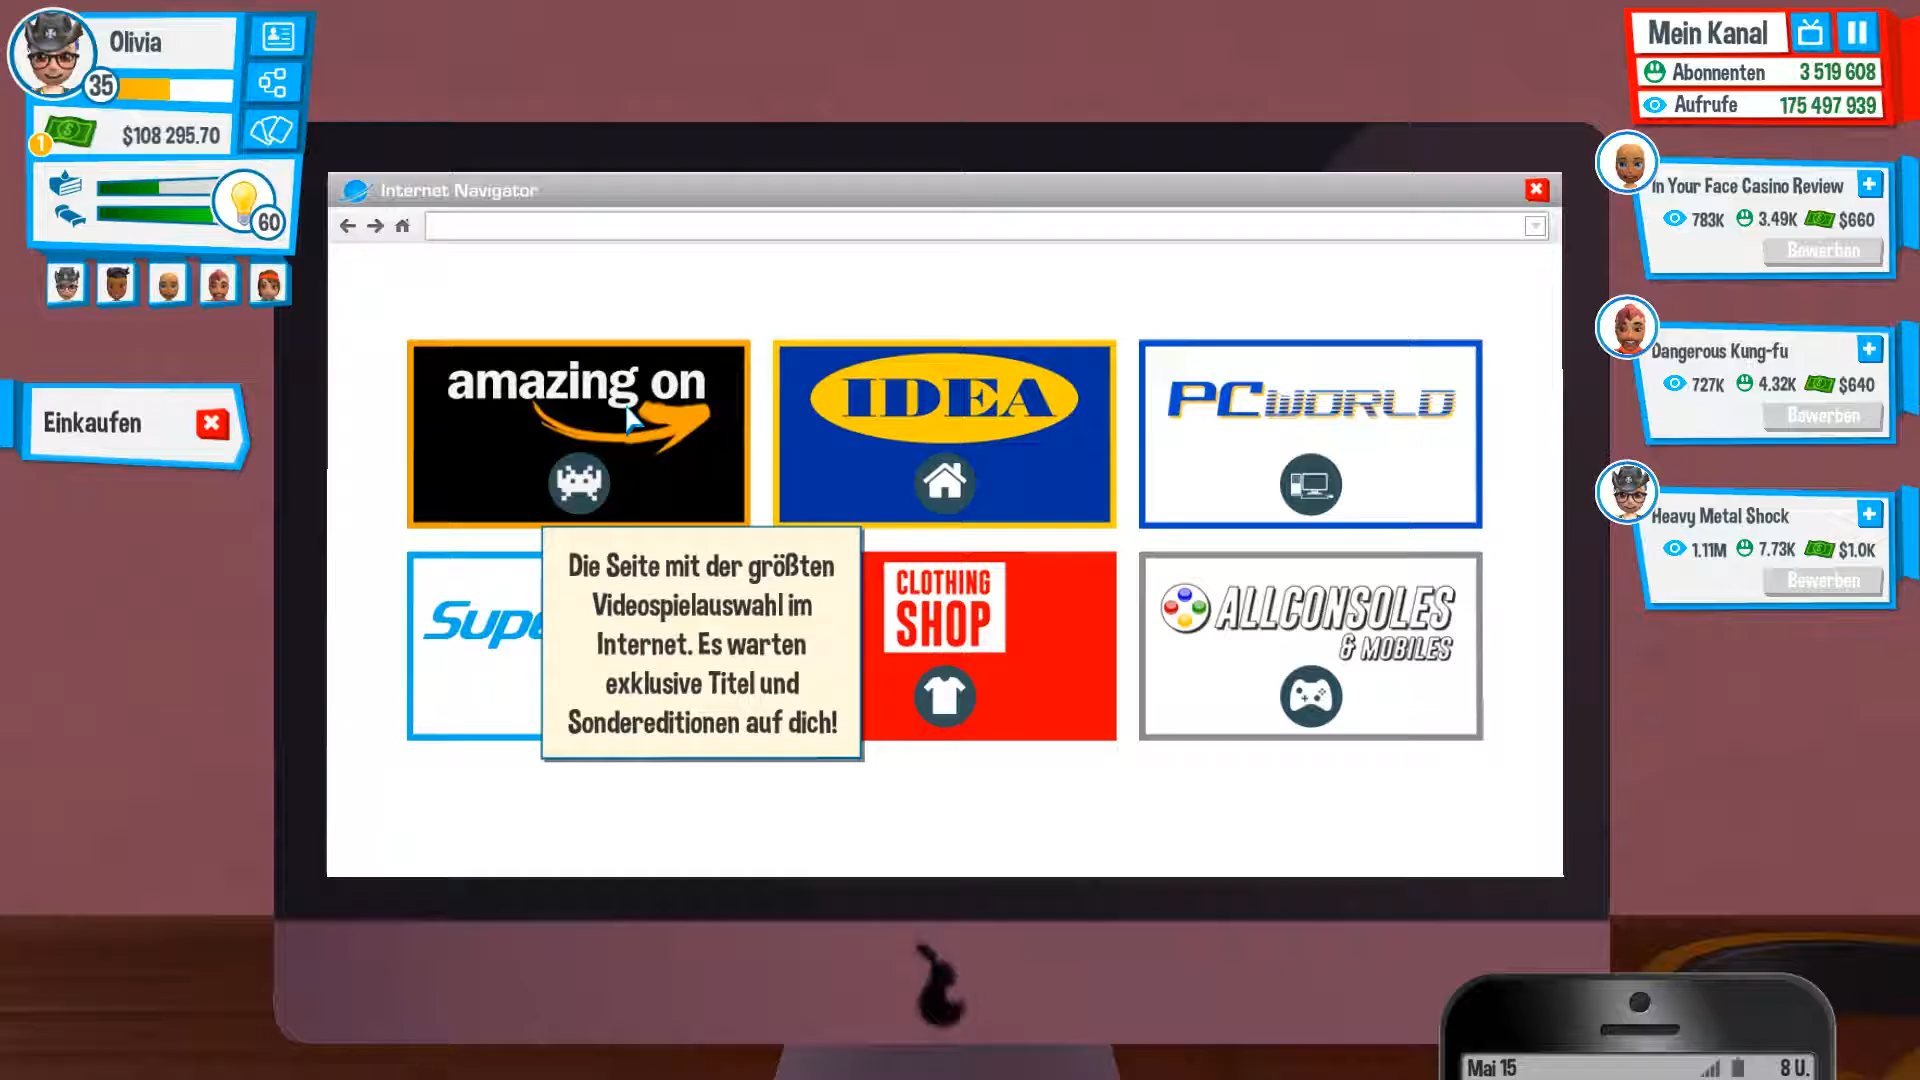 Olivia
35
1
$108 295.70
60
Einkaufen
Internet Navigator
amazing on
IDEA
PC WORLD
Die Seite mit der größten
Videospielauswahl im
Internet. Es warten
exklusive Titel und
Sondereditionen auf dich!
CLOTHING
SHOP
ALLCONSOLES
& MOBILES
Mein Kanal
Abonnenten 3 519 608
Aufrufe 175 497 939
In Your Face Casino Review
783K 3.49K $660
Bewerben
Dangerous Kung-fu
727K 4.32K $640
Bewerben
Heavy Metal Shock
1.11M 7.73K $1.0K
Bewerben
Mai 15 8 U.